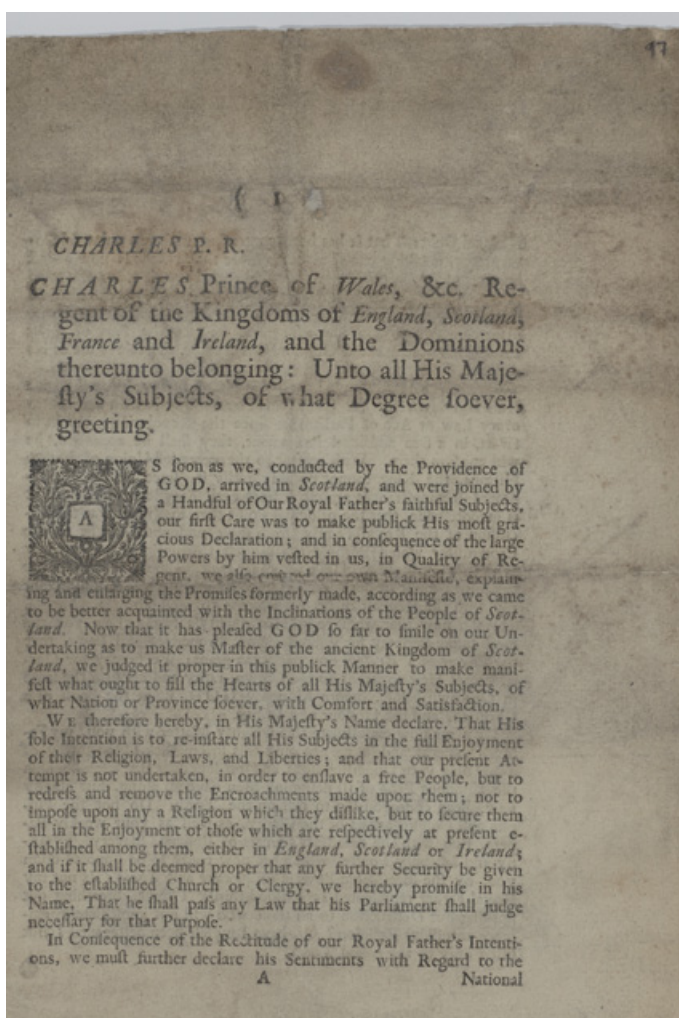 97
( 1 )
CHARLES P. R.
CHARLES Prince of Wales, &c. Re-
gent of the Kingdoms of England, Scotland,
France and Ireland, and the Dominions
thereunto belonging: Unto all His Maje-
ſty's Subjects, of what Degree ſoever,
greeting.
AS ſoon as we, conducted by the Providence of
GOD, arrived in Scotland, and were joined by
a Handful of Our Royal Father's faithful Subjects,
our firſt Care was to make publick His moſt gra-
cious Declaration; and in conſequence of the large
Powers by him veſted in us, in Quality of Re-
gent, we alſo our own Manifeſto, explain-
ing and enlarging the Promiſes formerly made, according as we came
to be better acquainted with the Inclinations of the People of Scot-
land. Now that it has pleaſed GOD ſo far to ſmile on our Un-
dertaking as to make us Maſter of the ancient Kingdom of Scot-
land, we judged it proper in this publick Manner to make mani-
feſt what ought to fill the Hearts of all His Majeſty's Subjects, of
what Nation or Province ſoever, with Comfort and Satisfaction.
WE therefore hereby, in His Majeſty's Name declare, That His
ſole Intention is to re-inſtate all His Subjects in the full Enjoyment
of their Religion, Laws, and Liberties; and that our preſent At-
tempt is not undertaken, in order to enſlave a free People, but to
redreſs and remove the Encroachments made upon them; not to
impoſe upon any a Religion which they diſlike, but to ſecure them
all in the Enjoyment of thoſe which are reſpectively at preſent e-
ſtabliſhed among them, either in England, Scotland or Ireland;
and if it ſhall be deemed proper that any further Security be given
to the eſtabliſhed Church or Clergy, we hereby promiſe in his
Name, That he ſhall paſs any Law that his Parliament ſhall judge
neceſſary for that Purpoſe.
In Conſequence of the Rectitude of our Royal Father's Intenti-
ons, we muſt further declare his Sentiments with Regard to the
A National